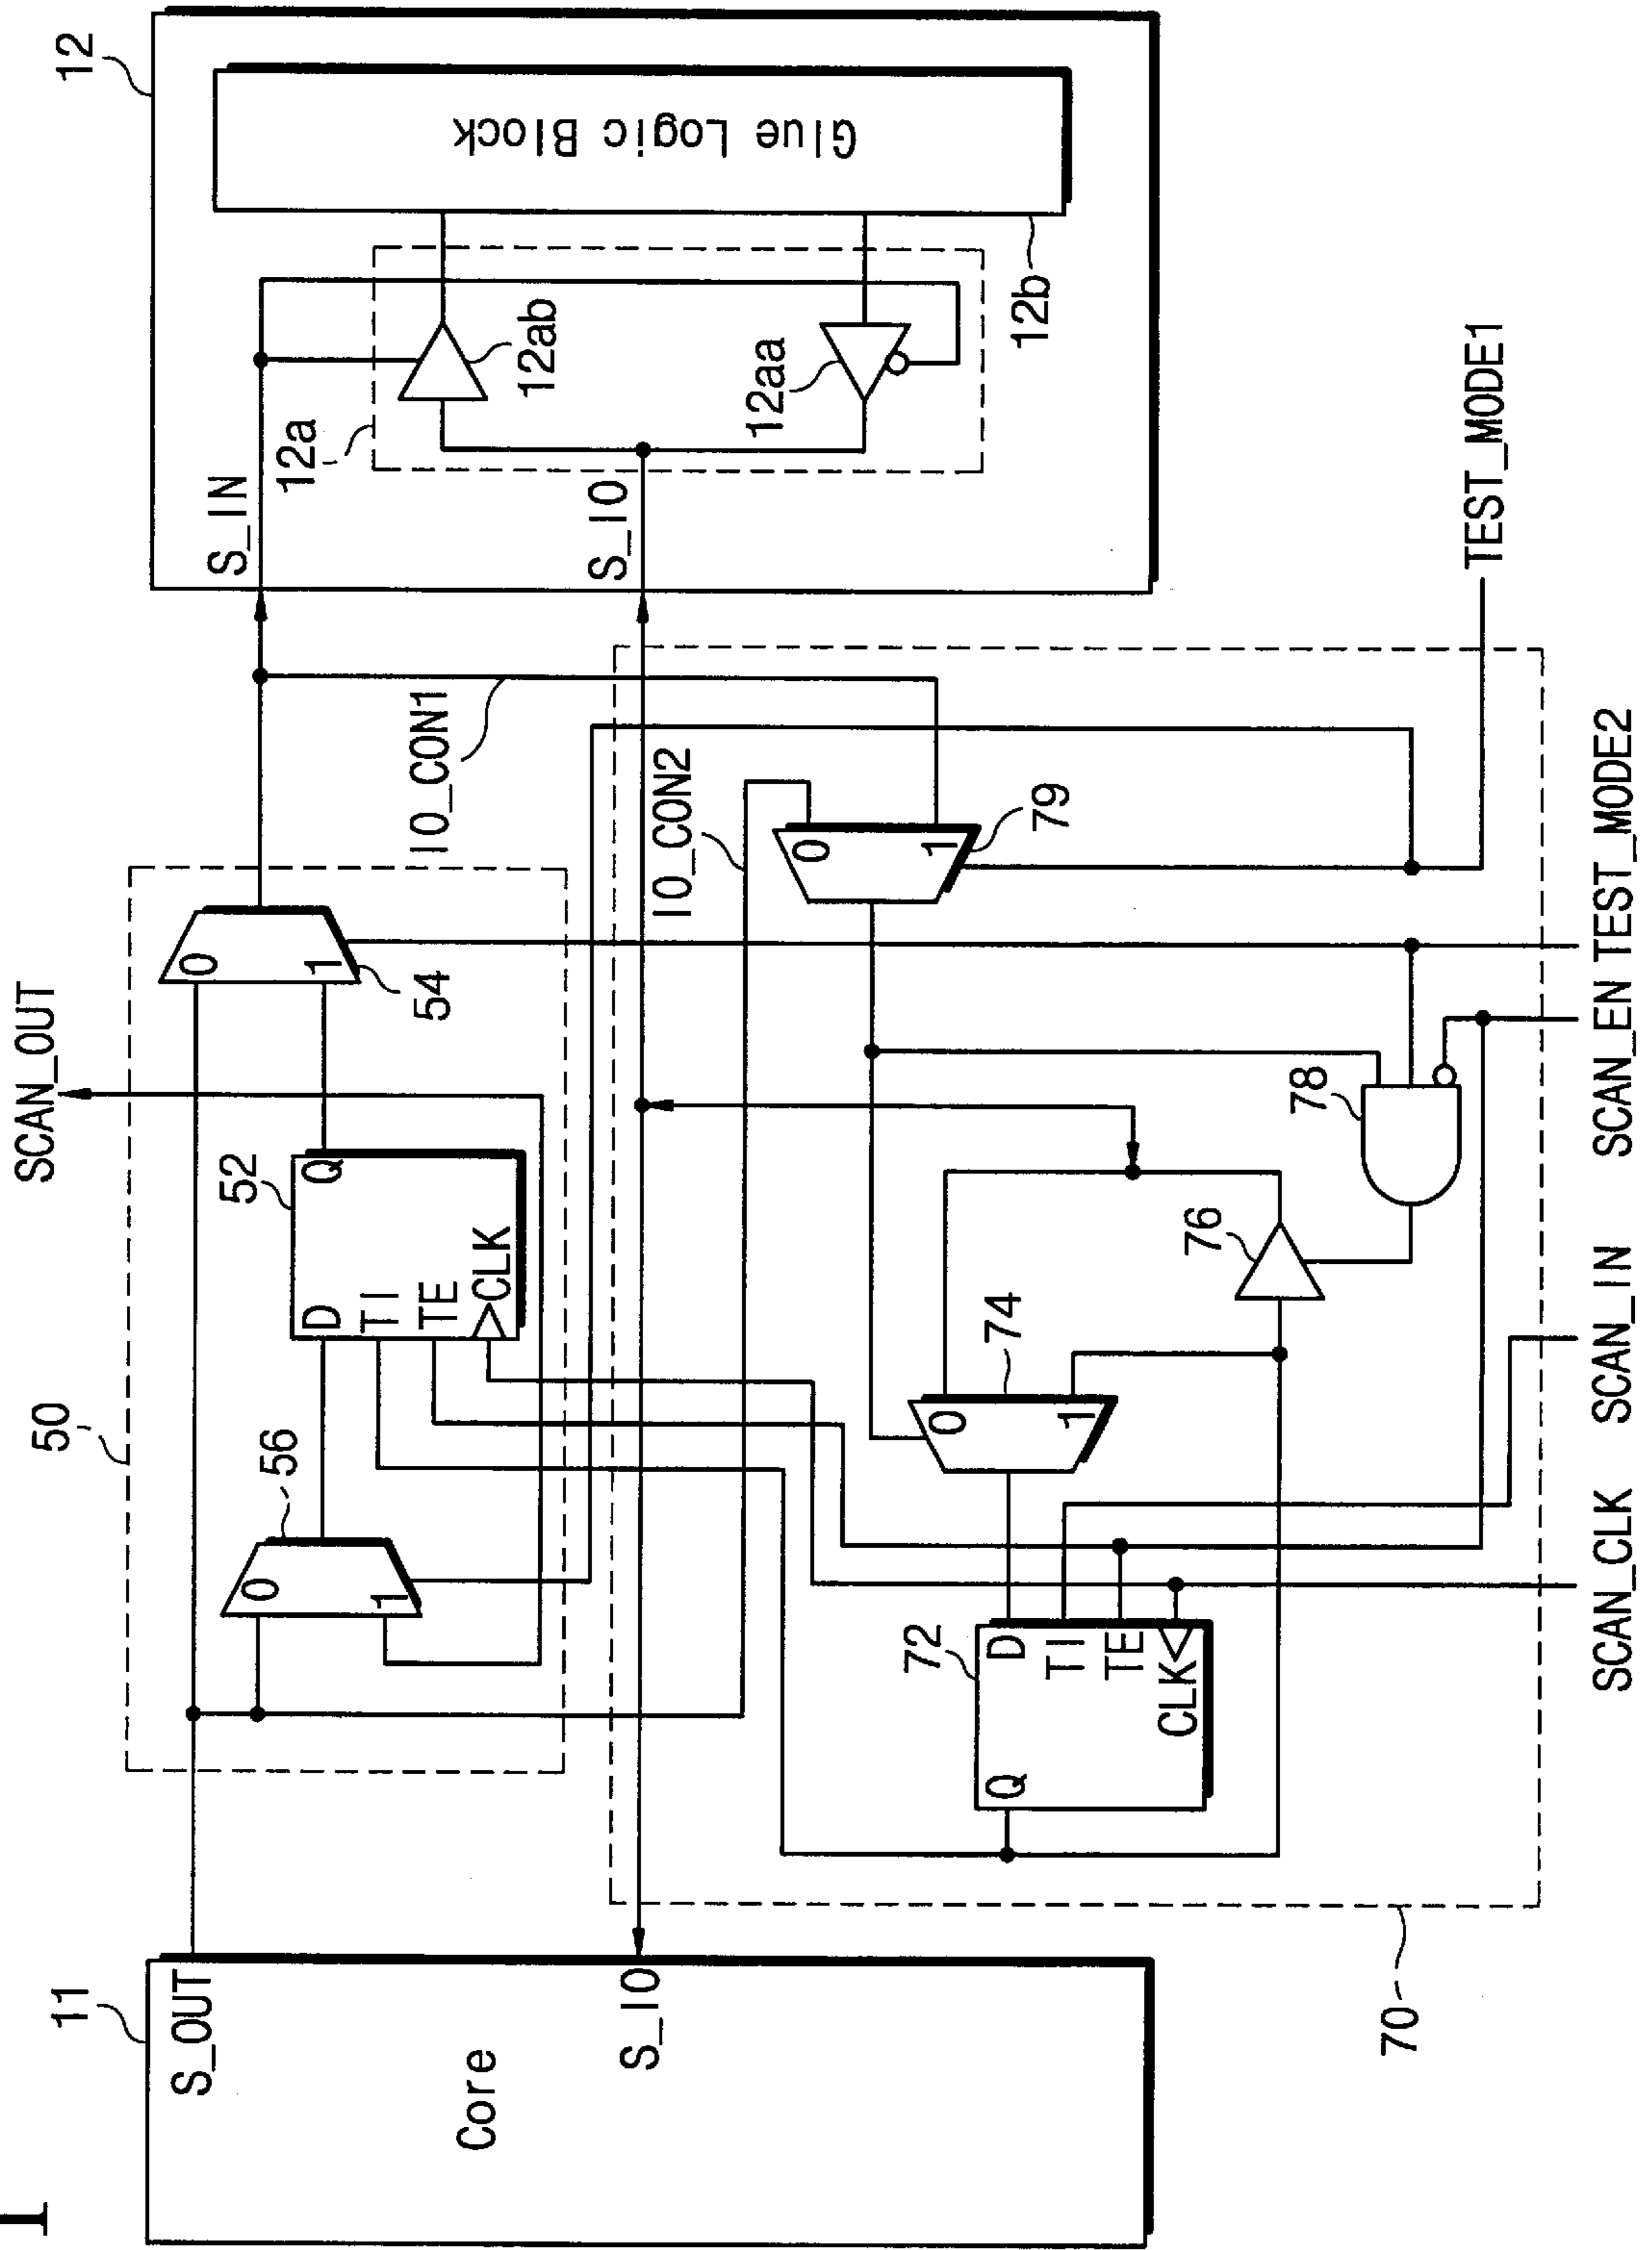 11
S_OUT
Core
S_IO
50
56
0
1
52
D
TI
TE
CLK
Q
54
0
1
SCAN_OUT
IO_CON1
IO_CON2
12
S_IN
S_IO
12a
12ab
12aa
12b
Glue Logic Block
70
72
Q
D
TI
TE
CLK
74
0
1
76
78
79
0
1
SCAN_CLK
SCAN_IN
SCAN_EN
TEST_MODE2
TEST_MODE1